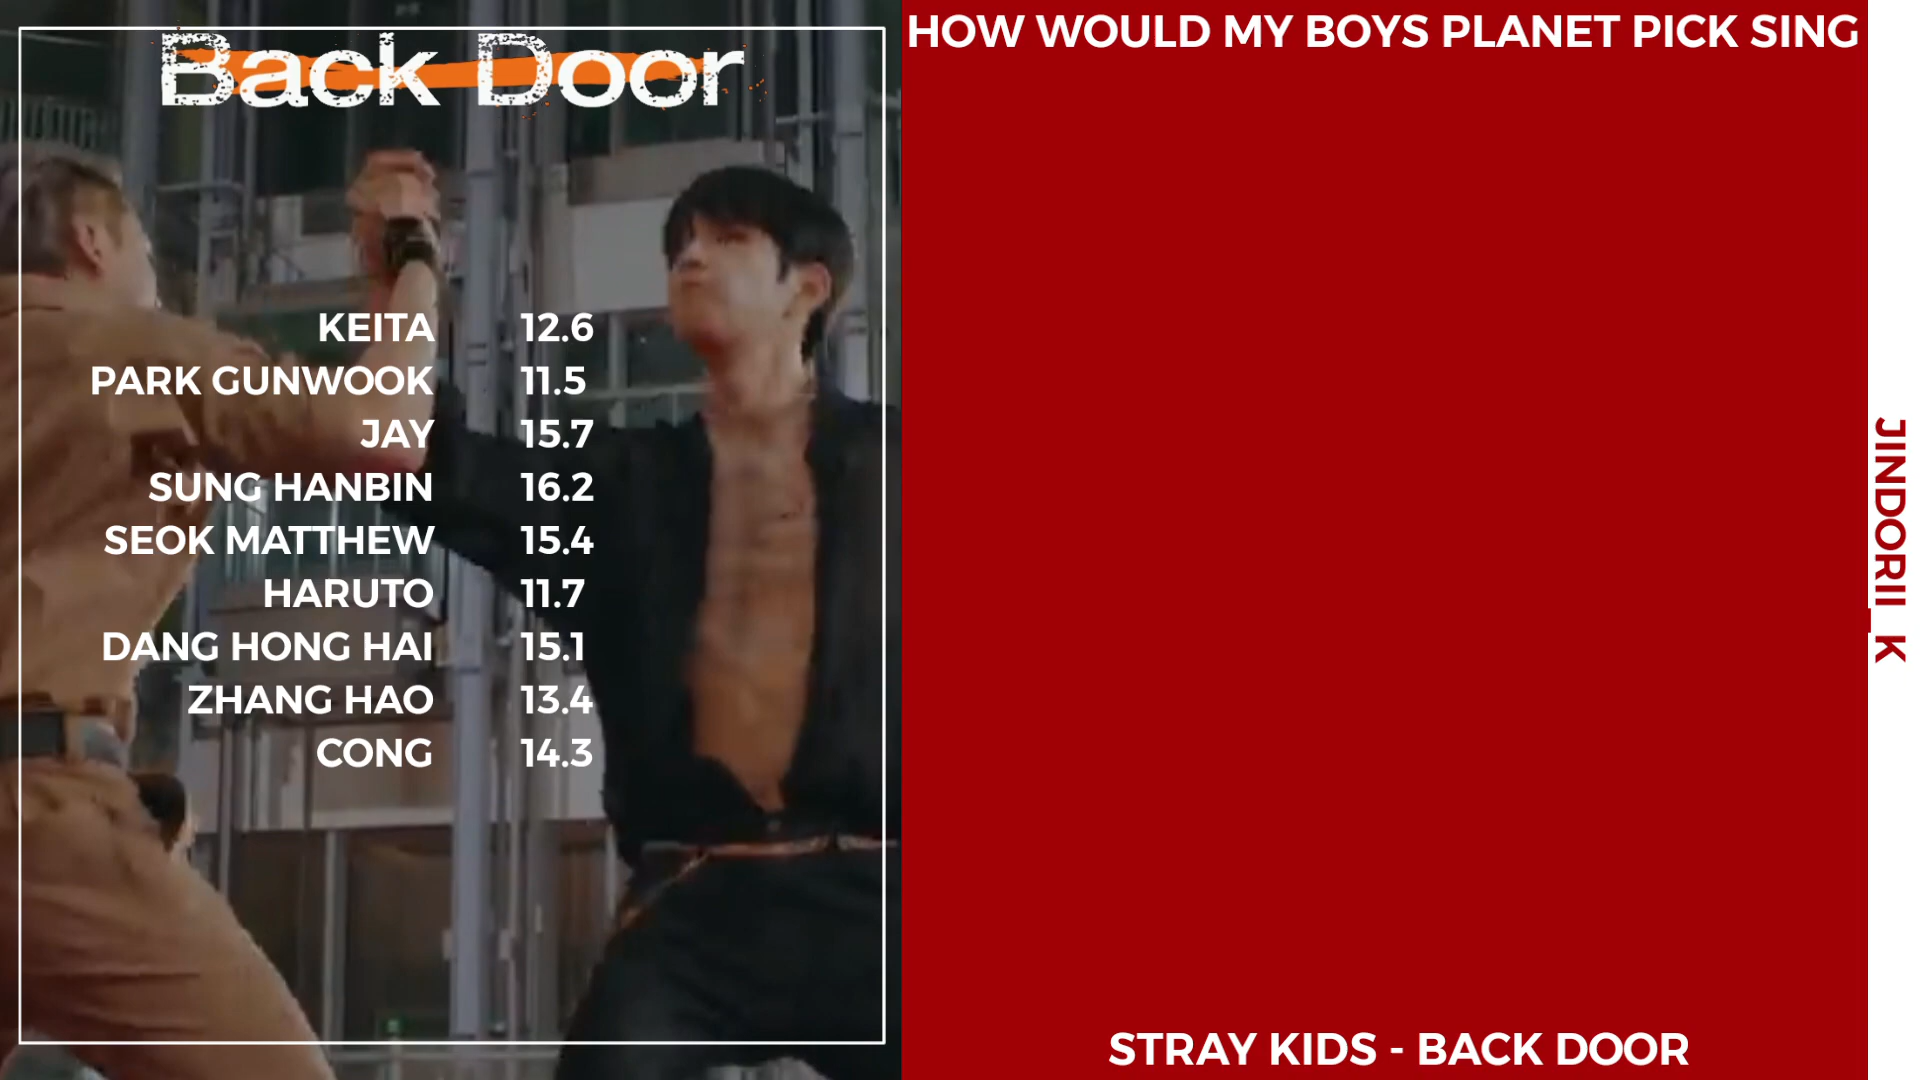 Back Door
KEITA 12.6
PARK GUNWOOK 11.5
JAY 15.7
SUNG HANBIN 16.2
SEOK MATTHEW 15.4
HARUTO 11.7
DANG HONG HAI 15.1
ZHANG HAO 13.4
CONG 14.3
HOW WOULD MY BOYS PLANET PICK SING
STRAY KIDS - BACK DOOR
JINDORII_K